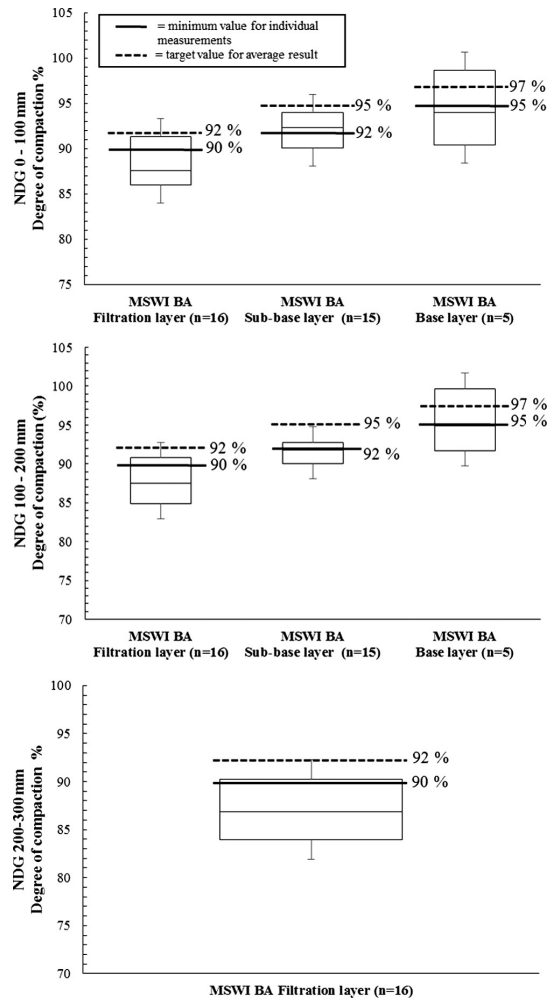 = minimum value for individual
measurements
= target value for average result
NDG 0 - 100 mm
Degree of compaction %
105
100
95
90
85
80
75
92 %
90 %
95 %
92 %
97 %
95 %
MSWI BA
Filtration layer (n=16)
MSWI BA
Sub-base layer (n=15)
MSWI BA
Base layer (n=5)
NDG 100 - 200 mm
Degree of compaction (%)
105
100
95
90
85
80
75
70
92 %
90 %
95 %
92 %
97 %
95 %
MSWI BA
Filtration layer (n=16)
MSWI BA
Sub-base layer (n=15)
MSWI BA
Base layer (n=5)
NDG 200-300 mm
Degree of compaction %
100
95
90
85
80
75
70
92 %
90 %
MSWI BA Filtration layer (n=16)